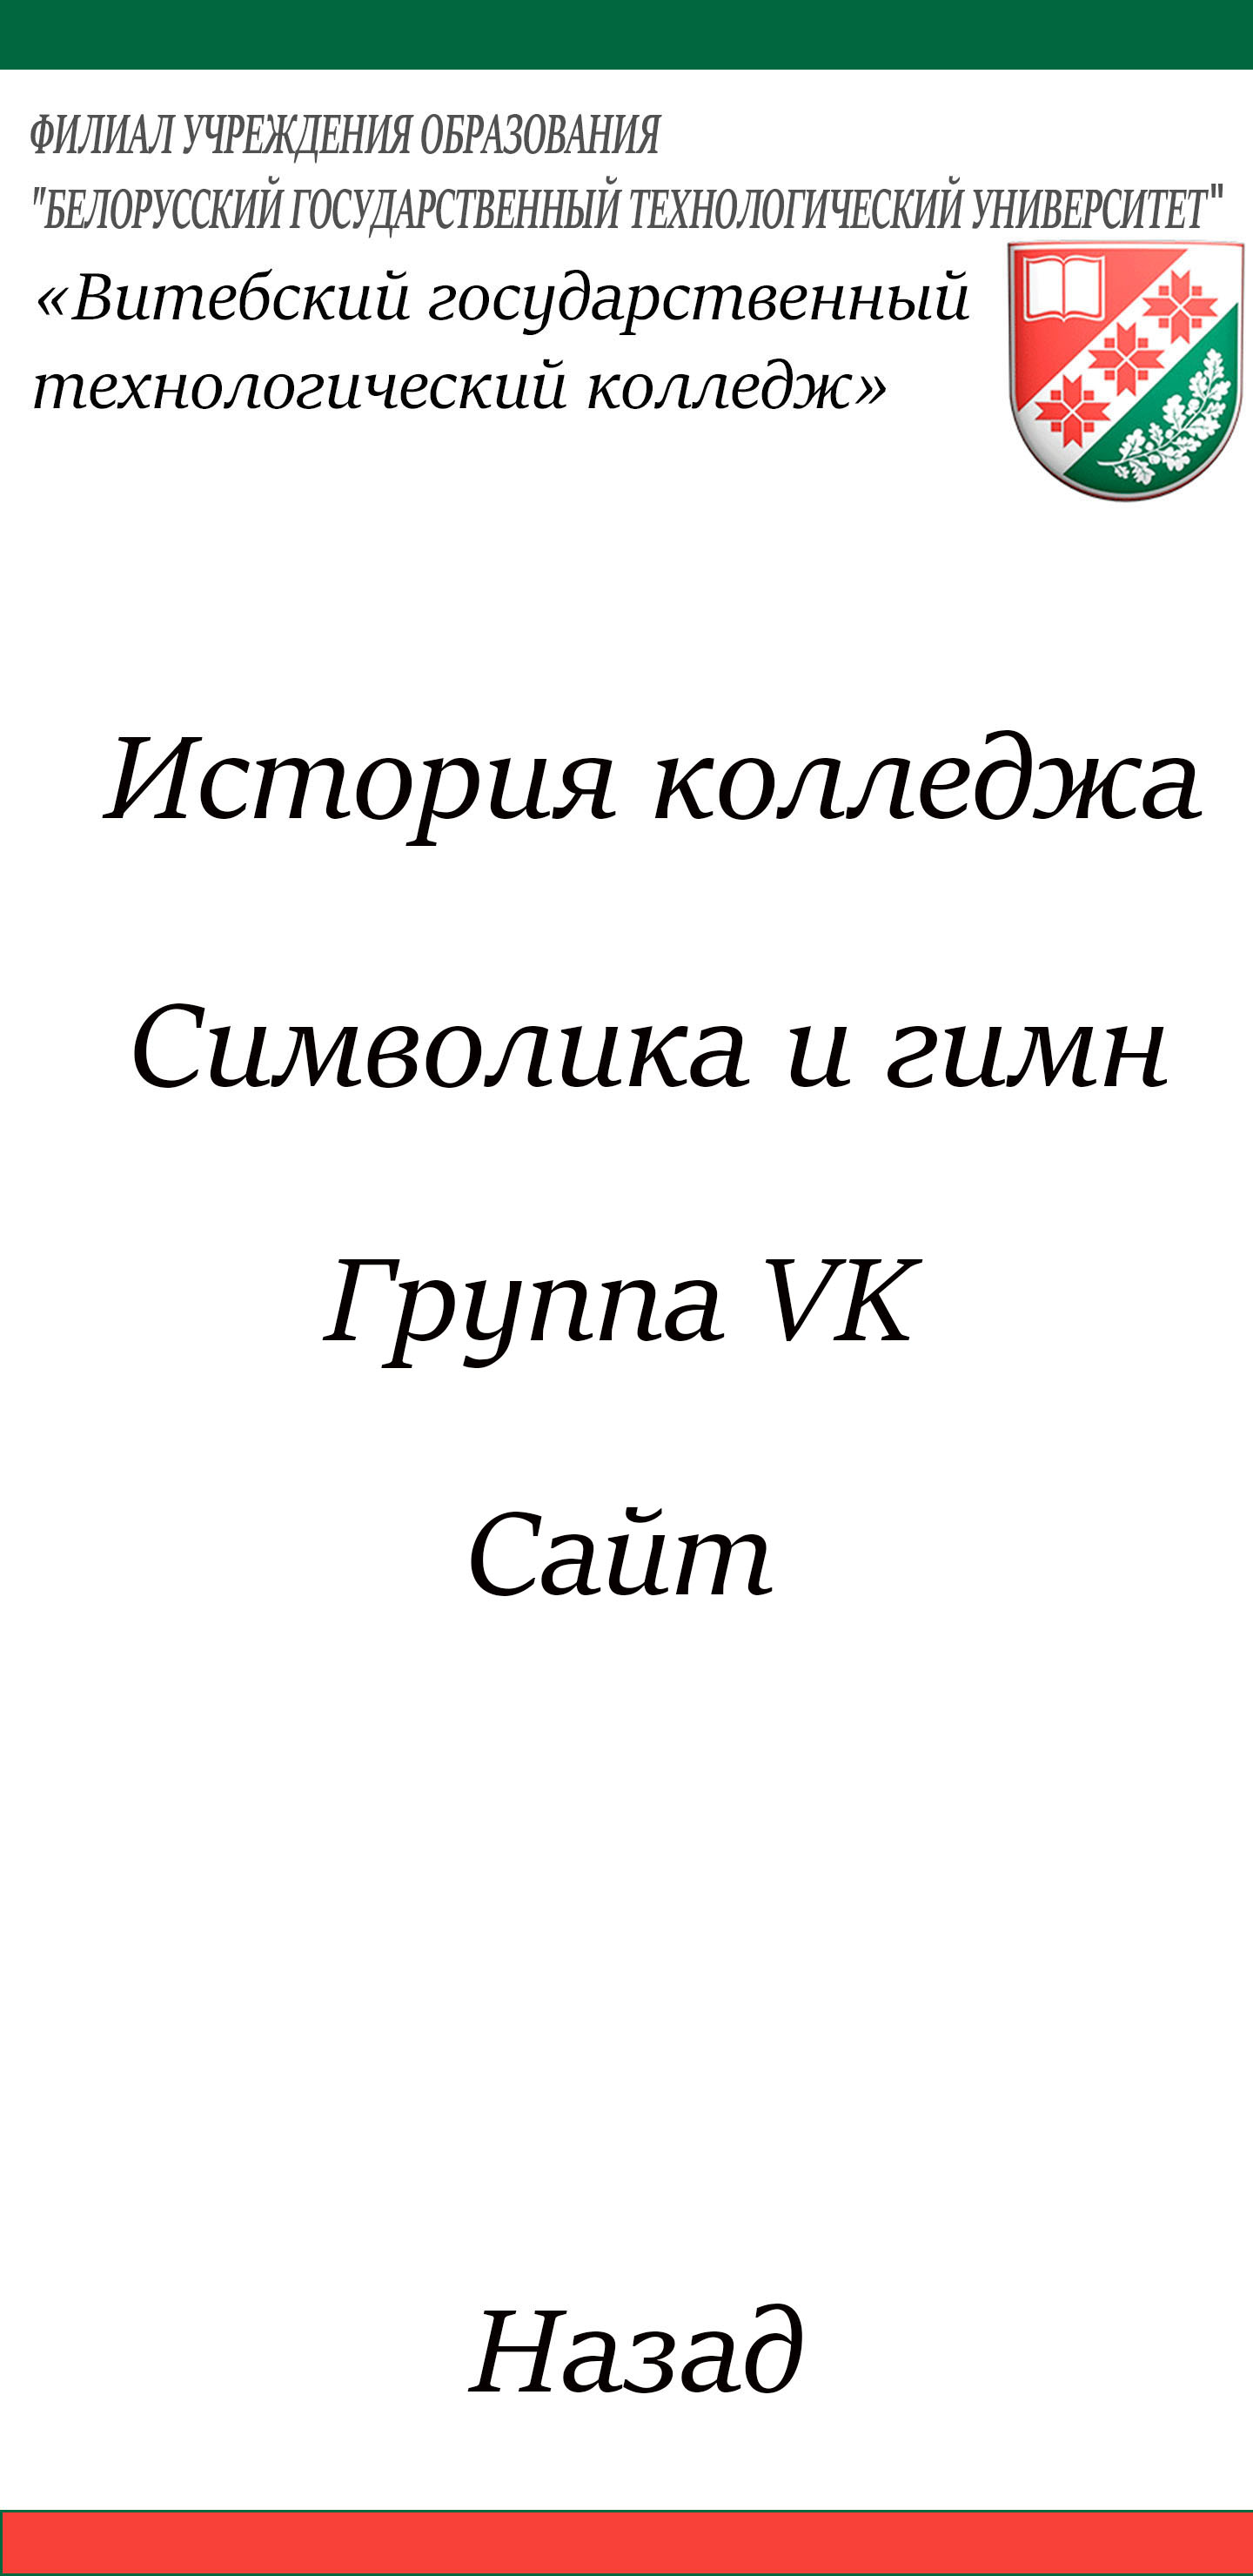 ФИЛИАЛ УЧРЕЖДЕНИЯ ОБРАЗОВАНИЯ
"БЕЛОРУССКИЙ ГОСУДАРСТВЕННЫЙ ТЕХНОЛОГИЧЕСКИЙ УНИВЕРСИТЕТ"
«Витебский государственный
технологический колледж»
История колледжа
Символика и гимн
Группа VK
Сайт
Назад